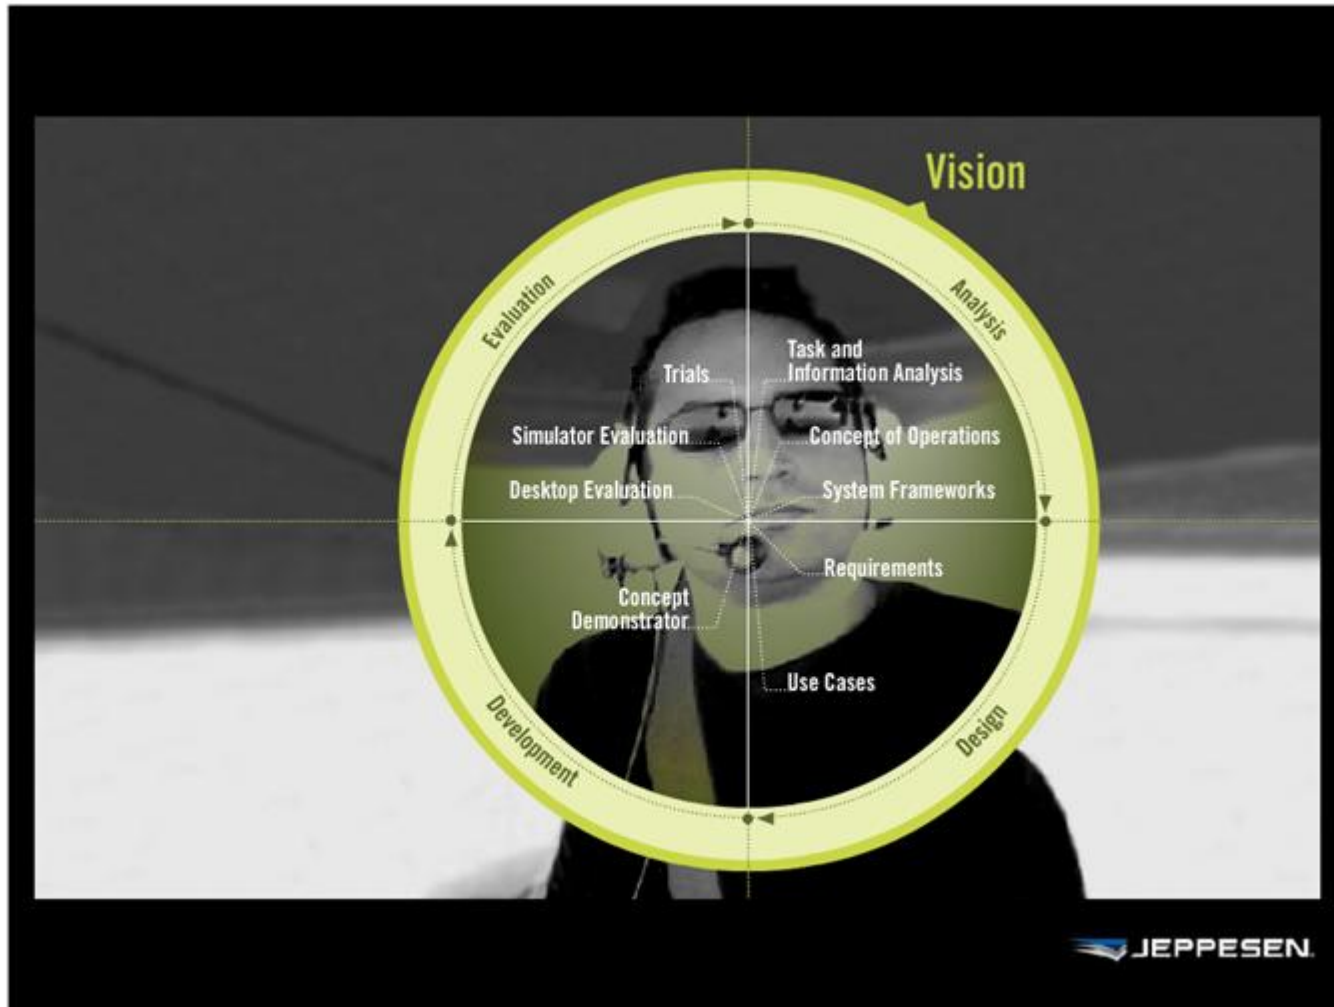 Vision
Evaluation
Analysis
Trials
Task and
Information Analysis
Simulator Evaluation
Concept of Operations
Desktop Evaluation
System Frameworks
Requirements
Concept
Demonstrator
Use Cases
Development
Design
JEPPESEN.